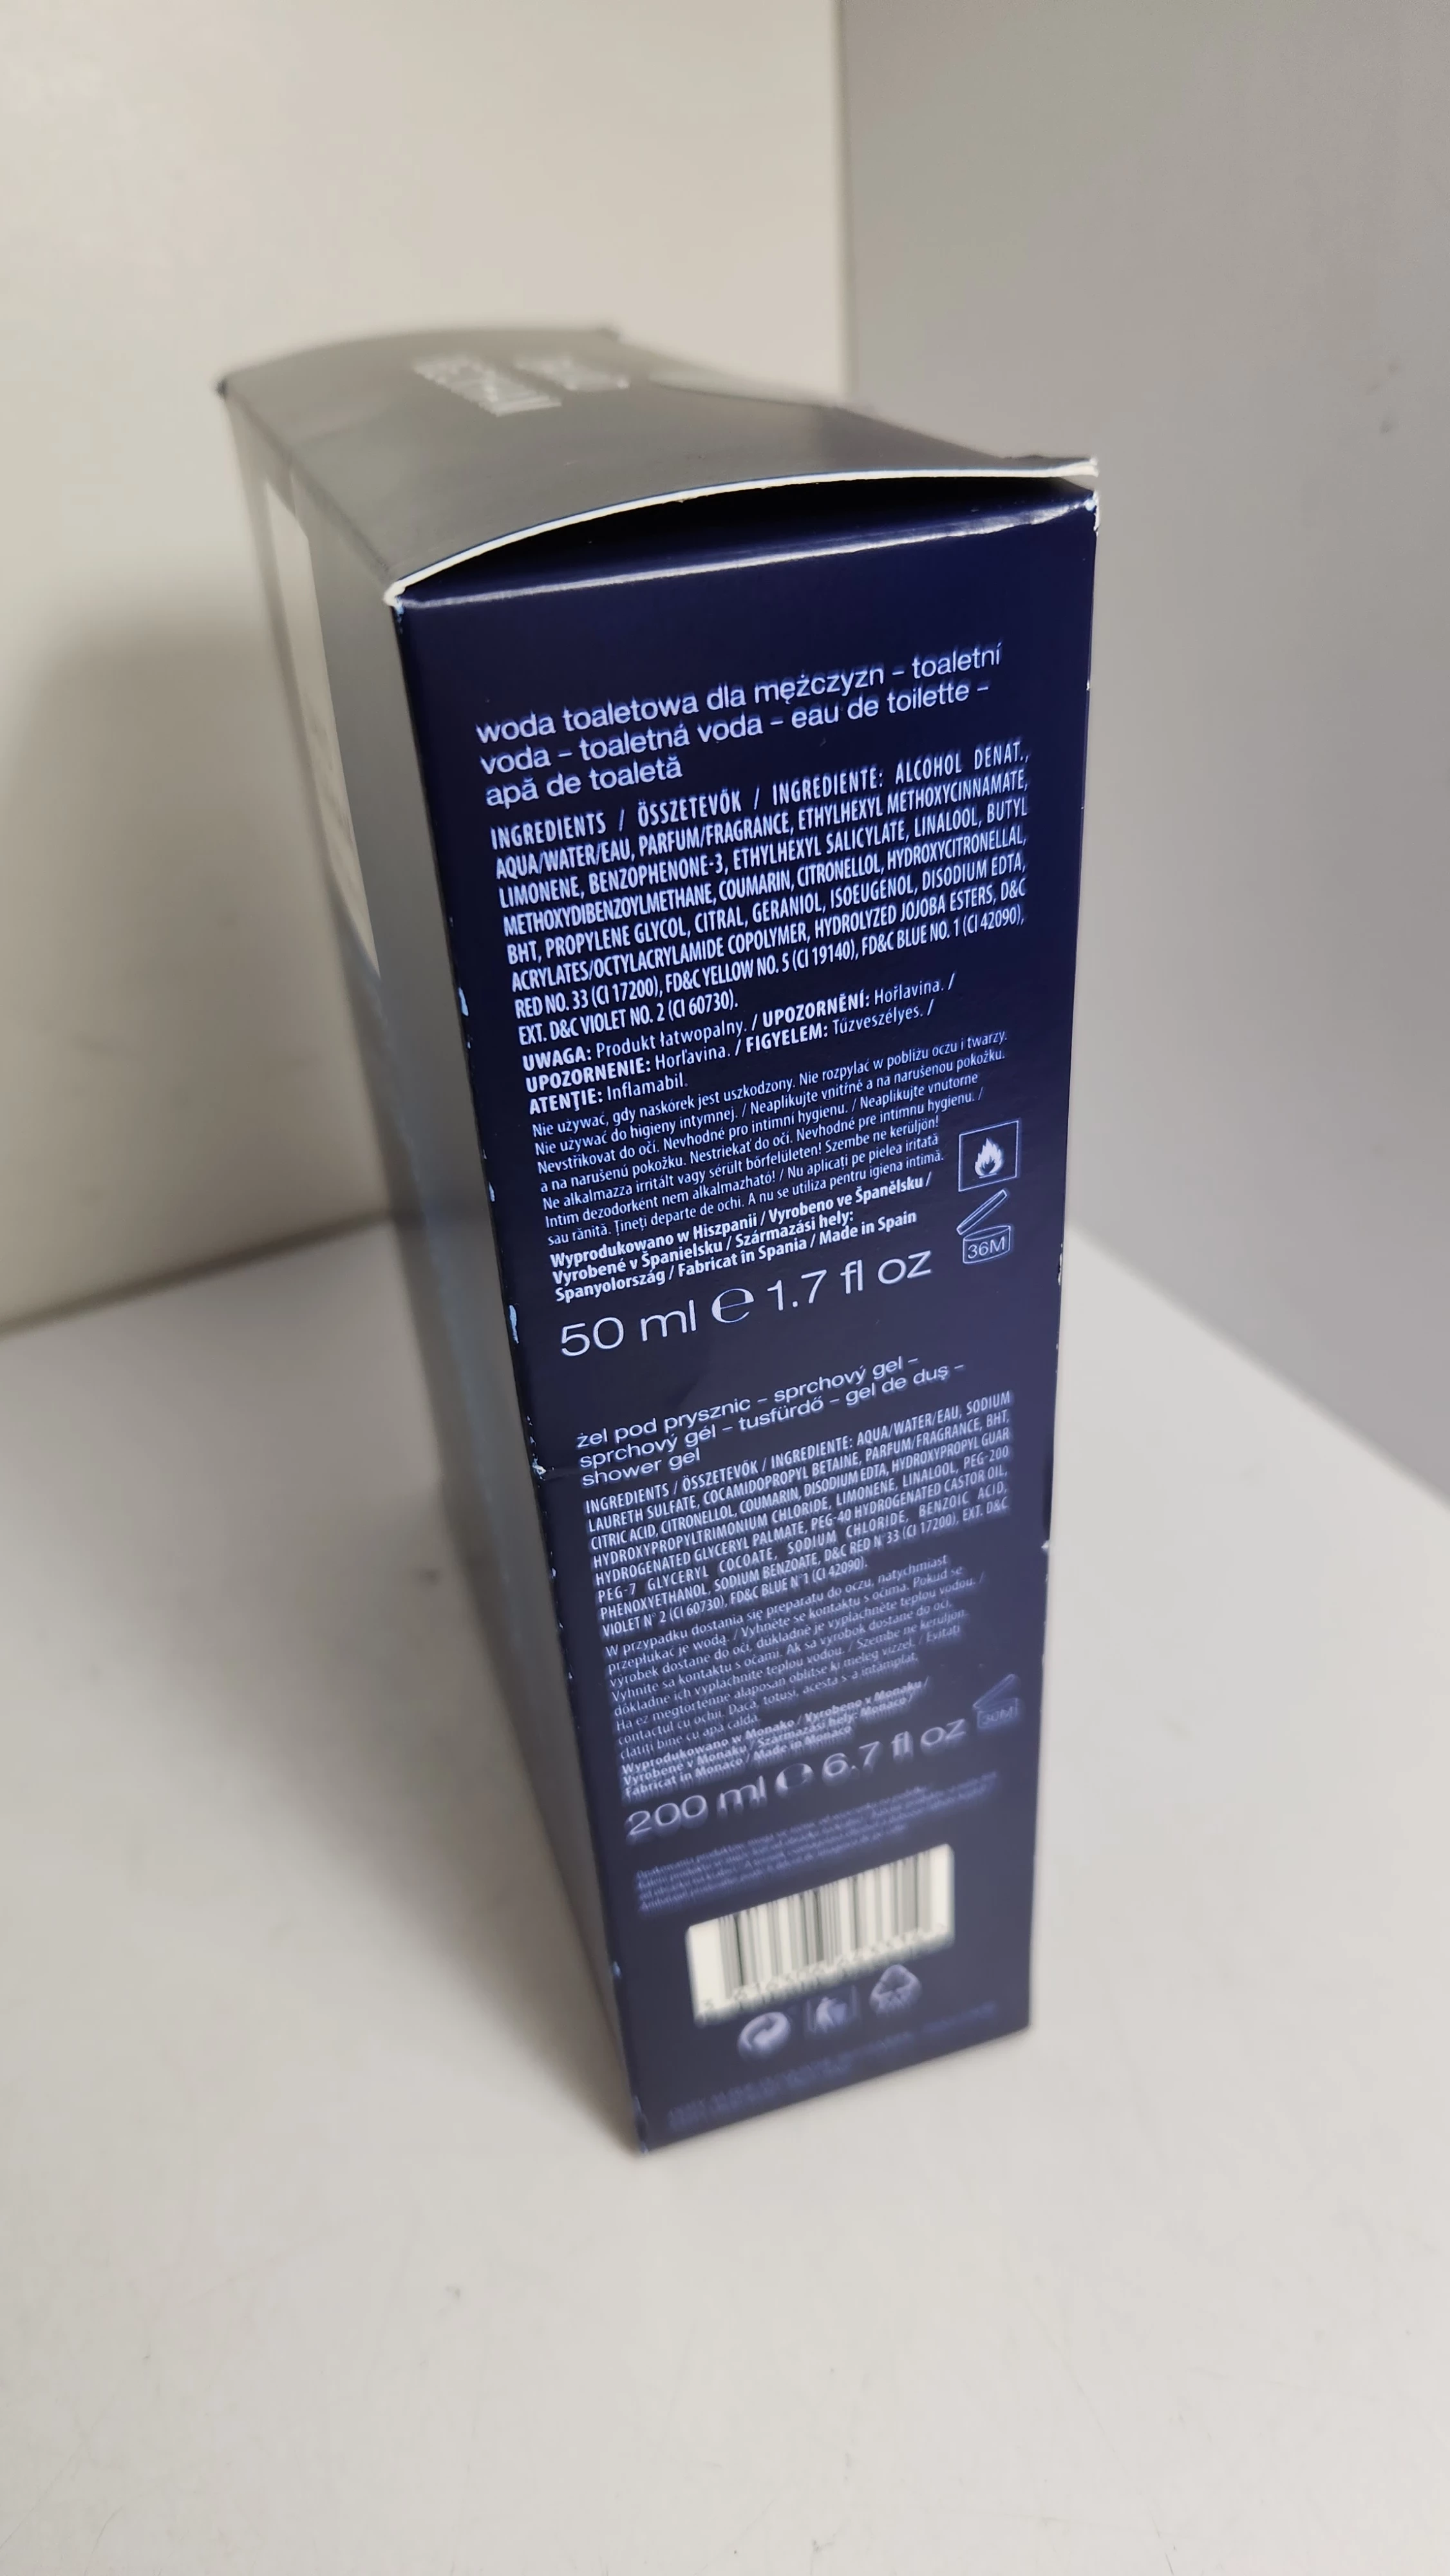 woda toaletowa dla mężczyzn – toaletní
voda – toaletná voda – eau de toilette –
apă de toaletă
INGREDIENTS / ÖSSZETEVŐK / INGREDIENTE: ALCOHOL DENAT.,
AQUA/WATER/EAU, PARFUM/FRAGRANCE, ETHYLHEXYL METHOXYCINNAMATE,
LIMONENE, BENZOPHENONE-3, ETHYLHEXYL SALICYLATE, LINALOOL, BUTYL
METHOXYDIBENZOYLMETHANE, COUMARIN, CITRONELLOL, HYDROXYCITRONELLAL,
BHT, PROPYLENE GLYCOL, CITRAL, GERANIOL, ISOEUGENOL, DISODIUM EDTA,
ACRYLATES/OCTYLACRYLAMIDE COPOLYMER, HYDROLYZED JOJOBA ESTERS, D&C
RED NO. 33 (CI 17200), FD&C YELLOW NO. 5 (CI 19140), FD&C BLUE NO. 1 (CI 42090),
EXT. D&C VIOLET NO. 2 (CI 60730).
UWAGA: Produkt łatwopalny. / UPOZORNĚNÍ: Hořlavina. /
UPOZORNENIE: Horľavina. / FIGYELEM: Tűzveszélyes. /
ATENȚIE: Inflamabil.
Nie używać, gdy naskórek jest uszkodzony. Nie rozpylać w pobliżu oczu i twarzy.
Nie używać do higieny intymnej. / Neaplikujte vnitřně a na narušenou pokožku.
Nevstřikovat do očí. Nevhodné pro intimní hygienu. / Neaplikujte vnútorne
a na narušenú pokožku. Nestriekať do očí. Nevhodné pre intímnu hygienu. /
Ne alkalmazza irritált vagy sérült bőrfelületen! Szembe ne kerüljön!
Intim dezodorként nem alkalmazható! / Nu aplicați pe pielea iritată
sau rănită. Țineți departe de ochi. A nu se utiliza pentru igiena intimă.
Wyprodukowano w Hiszpanii / Vyrobeno ve Španělsku /
Vyrobené v Španielsku / Származási hely:
Spanyolország / Fabricat în Spania / Made in Spain
36M
50 ml e 1.7 fl oz
żel pod prysznic – sprchový gel –
sprchový gél – tusfürdő – gel de duș –
shower gel
INGREDIENTS / ÖSSZETEVŐK / INGREDIENTE: AQUA/WATER/EAU, SODIUM
LAURETH SULFATE, COCAMIDOPROPYL BETAINE, PARFUM/FRAGRANCE, BHT,
CITRIC ACID, CITRONELLOL, COUMARIN, DISODIUM EDTA, HYDROXYPROPYL GUAR
HYDROXYPROPYLTRIMONIUM CHLORIDE, LIMONENE, LINALOOL, PEG-200
HYDROGENATED GLYCERYL PALMATE, PEG-40 HYDROGENATED CASTOR OIL,
PEG-7 GLYCERYL COCOATE, SODIUM CHLORIDE, BENZOIC ACID,
PHENOXYETHANOL, SODIUM BENZOATE, D&C RED N° 33 (CI 17200), EXT. D&C
VIOLET N° 2 (CI 60730), FD&C BLUE N°1 (CI 42090).
W przypadku dostania się preparatu do oczu, natychmiast
przepłukać je wodą. / Vyhněte se kontaktu s očima. Pokud se
výrobek dostane do očí, důkladně je vypláchněte teplou vodou. /
Vyhnite sa kontaktu s očami. Ak sa výrobok dostane do očí,
dôkladne ich vypláchnite teplou vodou. / Szembe ne kerüljön.
Ha ez megtörténne alaposan öblítse ki meleg vízzel. / Evitați
contactul cu ochii. Dacă, totuși, acesta s-a întâmplat,
clătiți bine cu apă caldă.
Wyprodukowano w Monako / Vyrobeno v Monaku /
Vyrobené v Monaku / Származási hely: Monaco /
Fabricat în Monaco / Made in Monaco
36M
200 ml e 6.7 fl oz